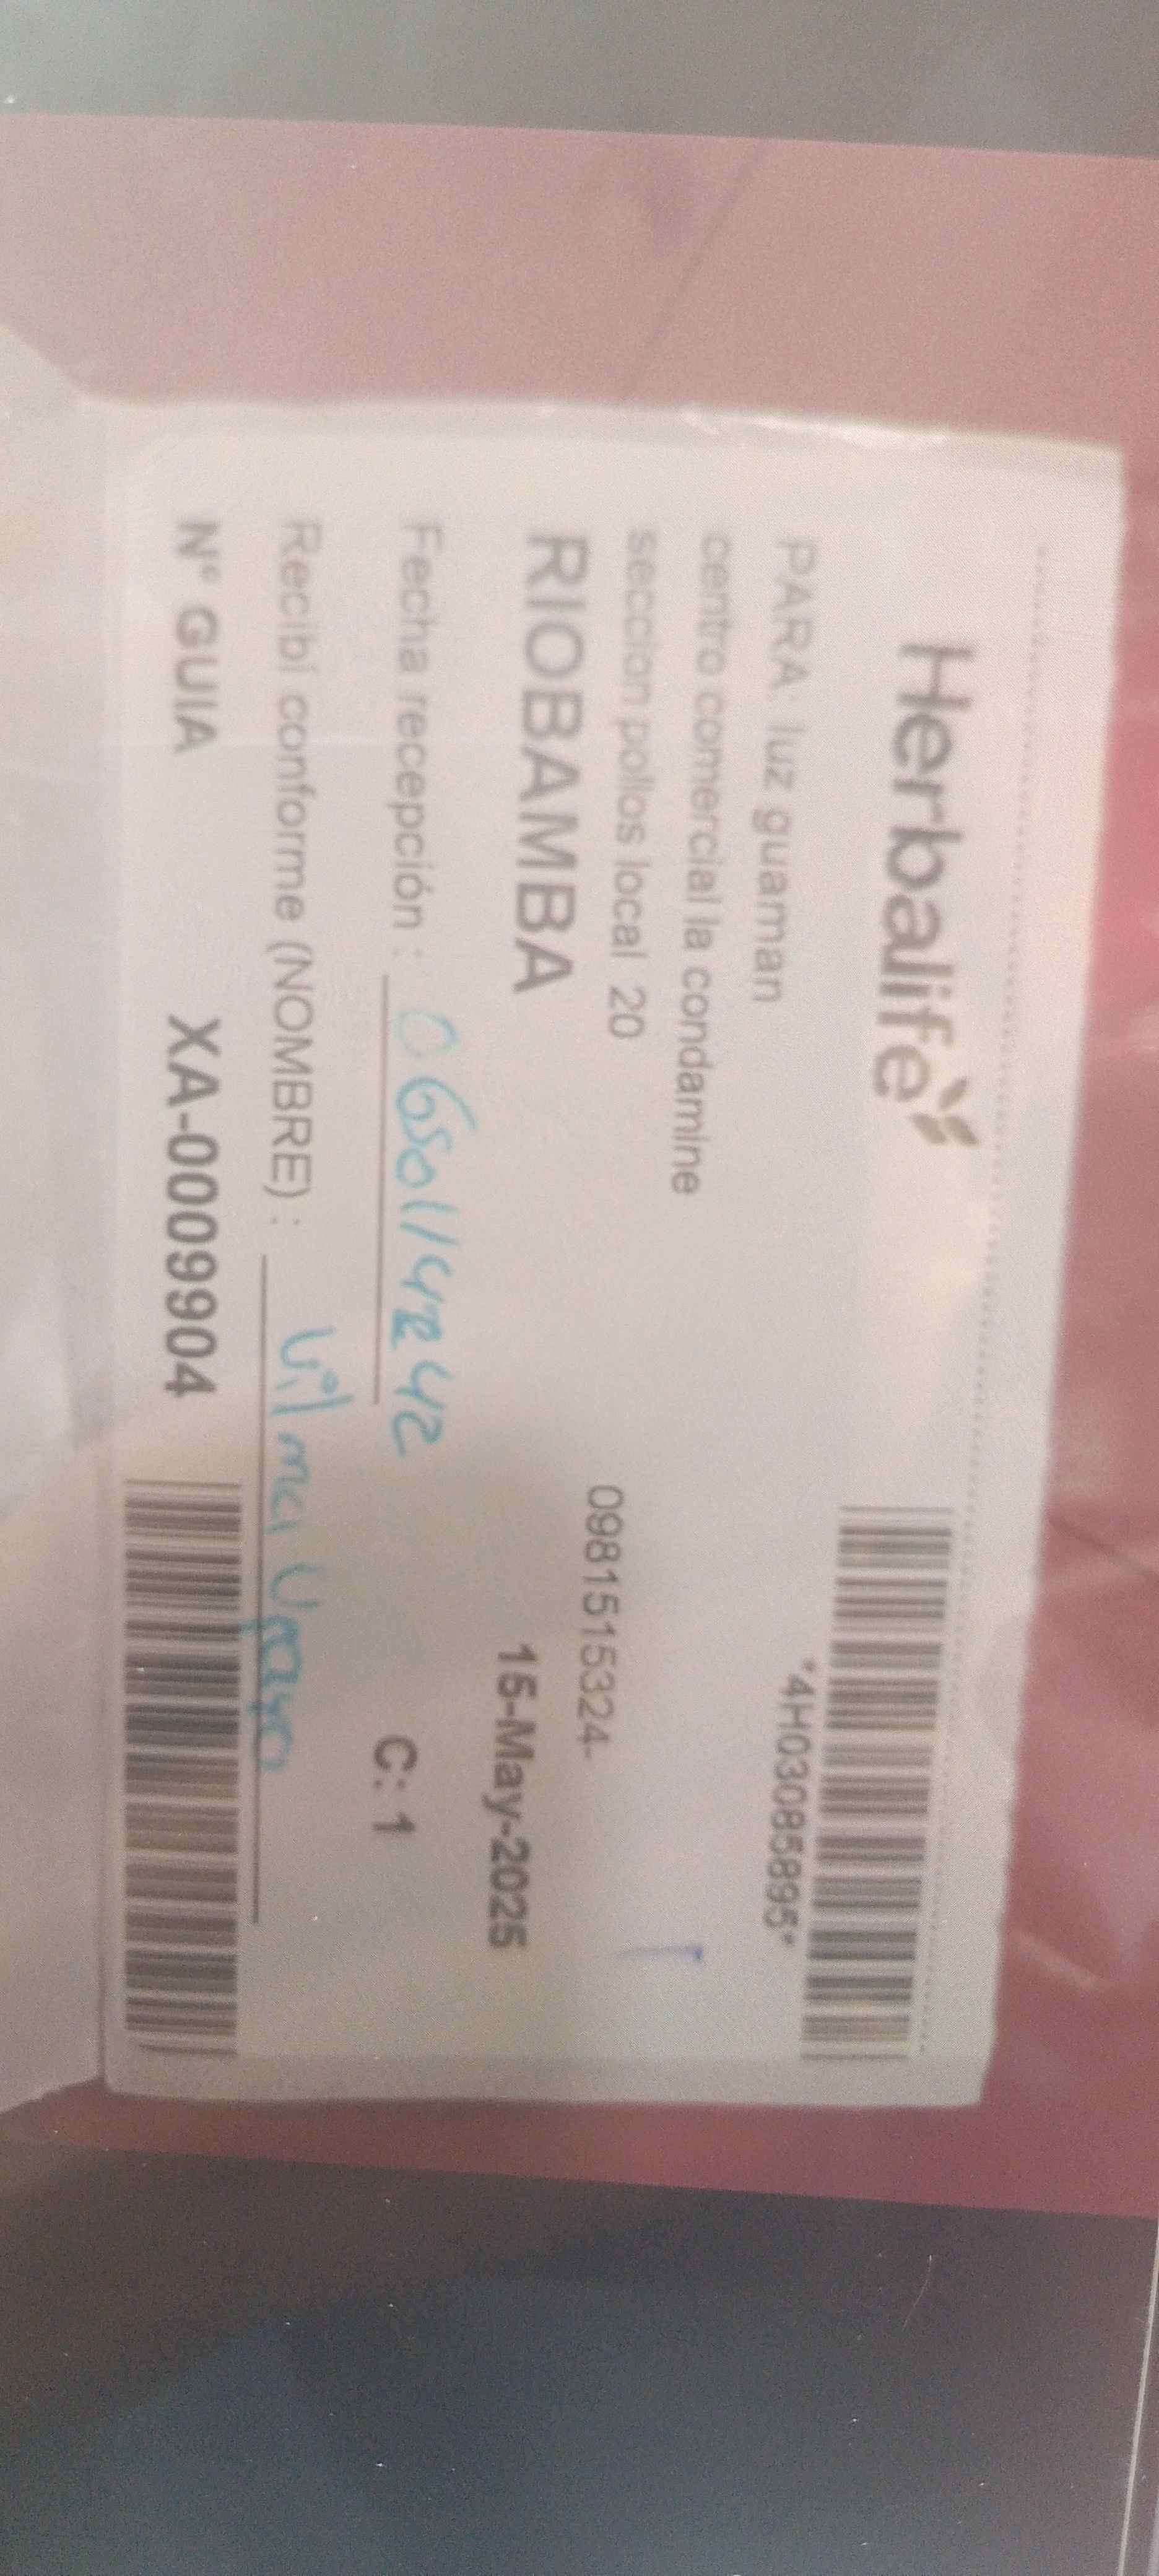 Herbalife
*4H03085895*
PARA: luz guaman
centro comercial la condamine
seccion pollos local 20
0981515324-
RIOBAMBA
15-May-2025
Fecha recepción :
C: 1
Recibí conforme (NOMBRE) : Vilma
N° GUIA XA-0009904